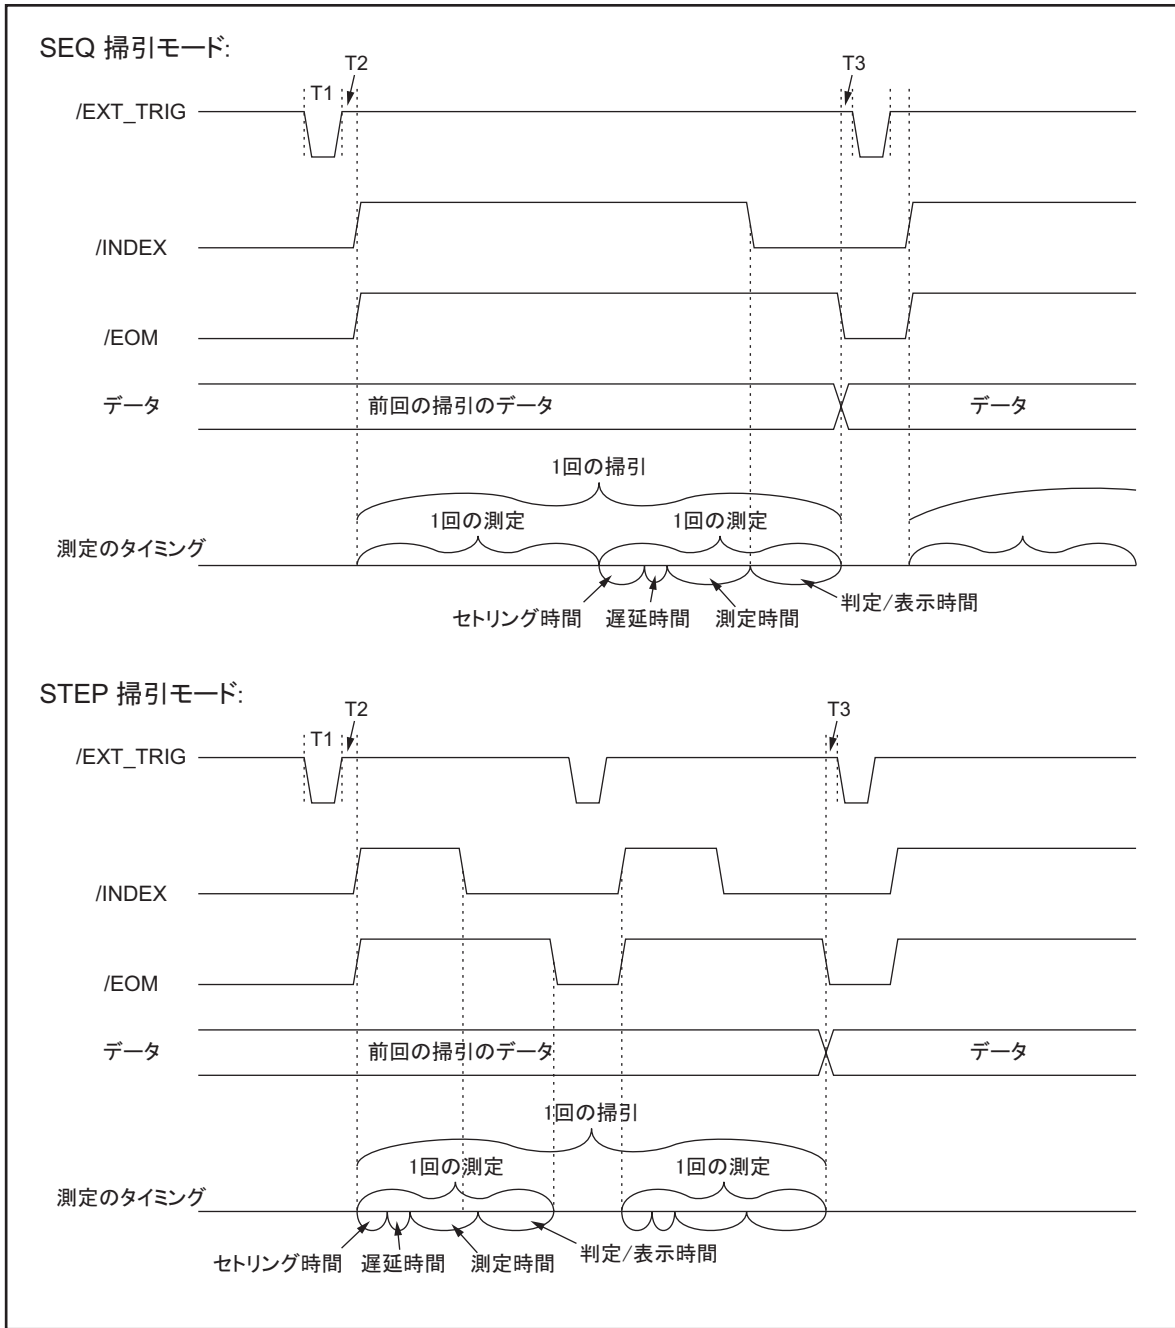 SEQ 掃引モード:
T2
T3
T1
/EXT_TRIG
/INDEX
/EOM
データ
前回の掃引のデータ
データ
1回の掃引
1回の測定
1回の測定
測定のタイミング
セトリング時間
遅延時間
測定時間
判定/表示時間
STEP 掃引モード:
T2
T3
T1
/EXT_TRIG
/INDEX
/EOM
データ
前回の掃引のデータ
データ
1回の掃引
1回の測定
1回の測定
測定のタイミング
セトリング時間
遅延時間
測定時間
判定/表示時間